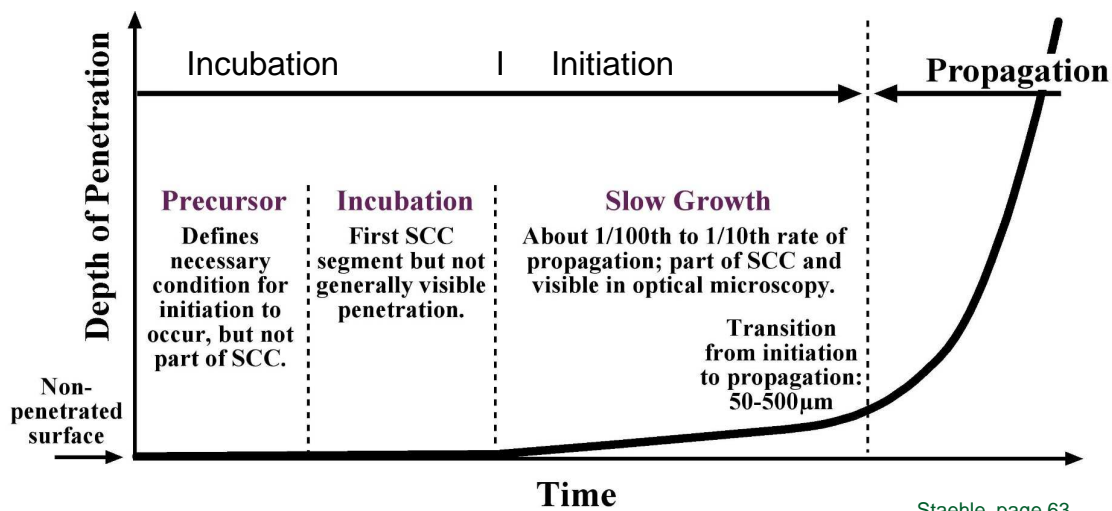 Incubation I Initiation
Propagation
Depth of Penetration
Precursor
Defines
necessary
condition for
initiation to
occur, but not
part of SCC.
Incubation
First SCC
segment but not
generally visible
penetration.
Slow Growth
About 1/100th to 1/10th rate of
propagation; part of SCC and
visible in optical microscopy.
Transition
from initiation
to propagation:
50-500µm
Non-
penetrated
surface
Time
Staehle, page 63